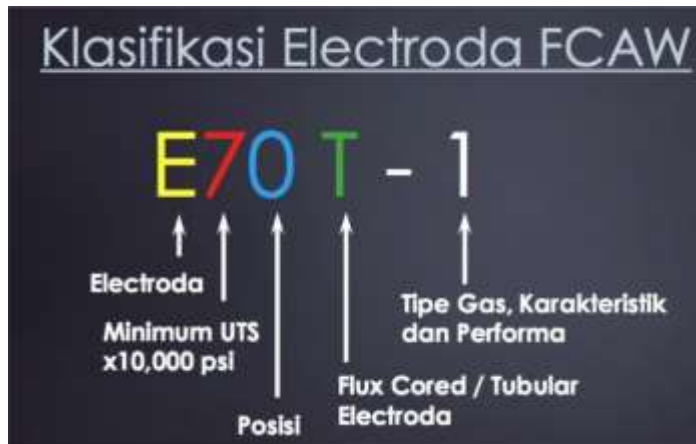 Klasifikasi Electroda FCAW
E70 T - 1
Electroda
Minimum UTS
x10,000 psi
Posisi
Flux Cored / Tubular
Electroda
Tipe Gas, Karakteristik
dan Performa